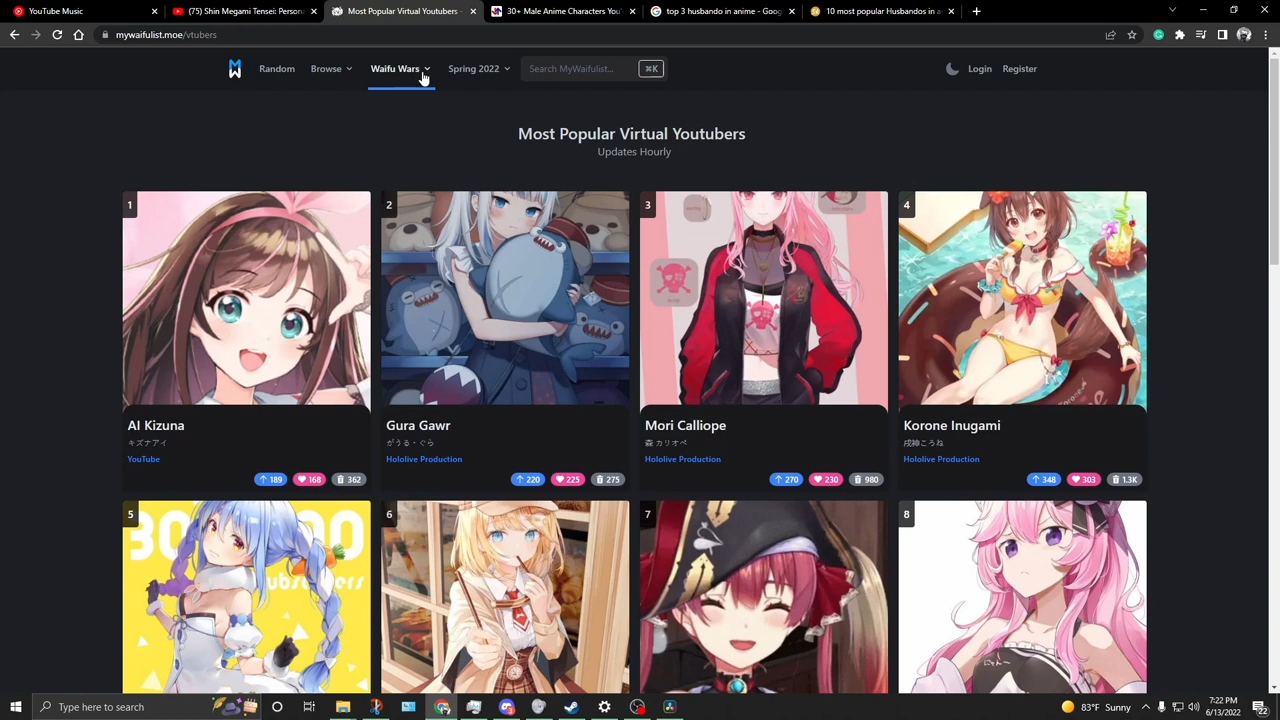 YouTube Music
(75) Shin Megami Tensei: Persona
Most Popular Virtual Youtubers -
30+ Male Anime Characters You'
top 3 husbando in anime - Goog
10 most popular Husbandos in a
mywaifulist.moe/vtubers
Random
Browse
Waifu Wars
Spring 2022
Search MyWaifulist...
⌘K
Login
Register
Most Popular Virtual Youtubers
Updates Hourly
1
2
3
4
AI Kizuna
キズナアイ
YouTube
189
168
362
Gura Gawr
がうる・ぐら
Hololive Production
220
225
275
Mori Calliope
森 カリオペ
Hololive Production
270
230
980
Korone Inugami
戌神ころね
Hololive Production
348
303
1.3K
5
6
7
8
Type here to search
83°F Sunny
7:22 PM
6/13/2022
22